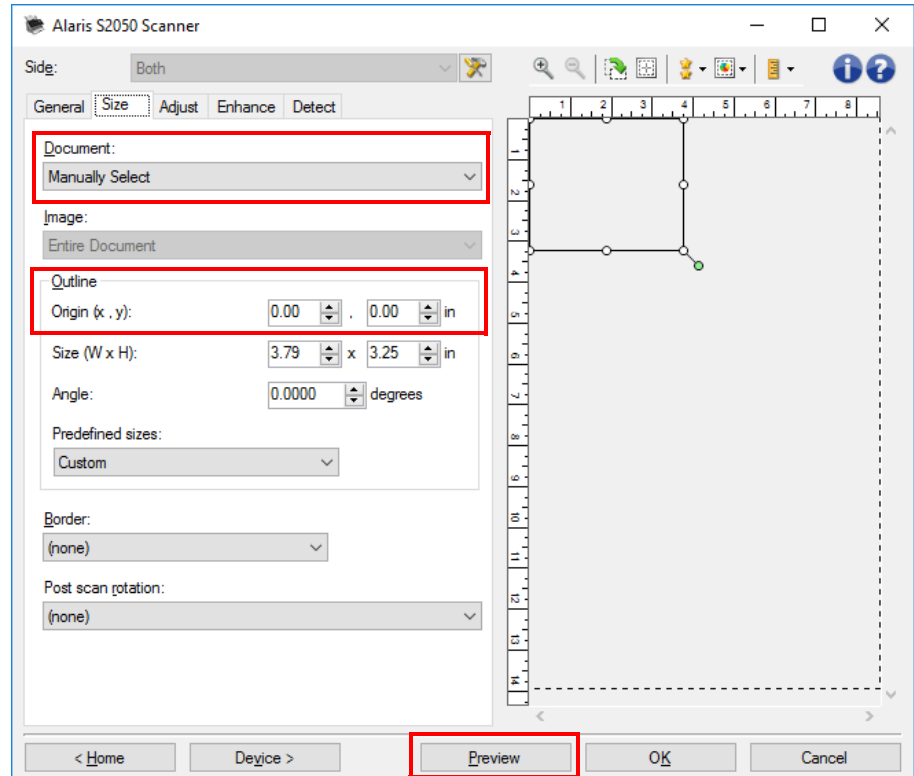 Alaris S2050 Scanner
Side: Both
General Size Adjust Enhance Detect
Document:
Manually Select
Image:
Entire Document
Outline
Origin (x , y): 0.00 , 0.00 in
Size (W x H): 3.79 x 3.25 in
Angle: 0.0000 degrees
Predefined sizes:
Custom
Border:
(none)
Post scan rotation:
(none)
1 2 3 4 5 6 7 8
1
2
3
4
5
6
7
8
9
10
11
12
13
14
< Home Device > Preview OK Cancel